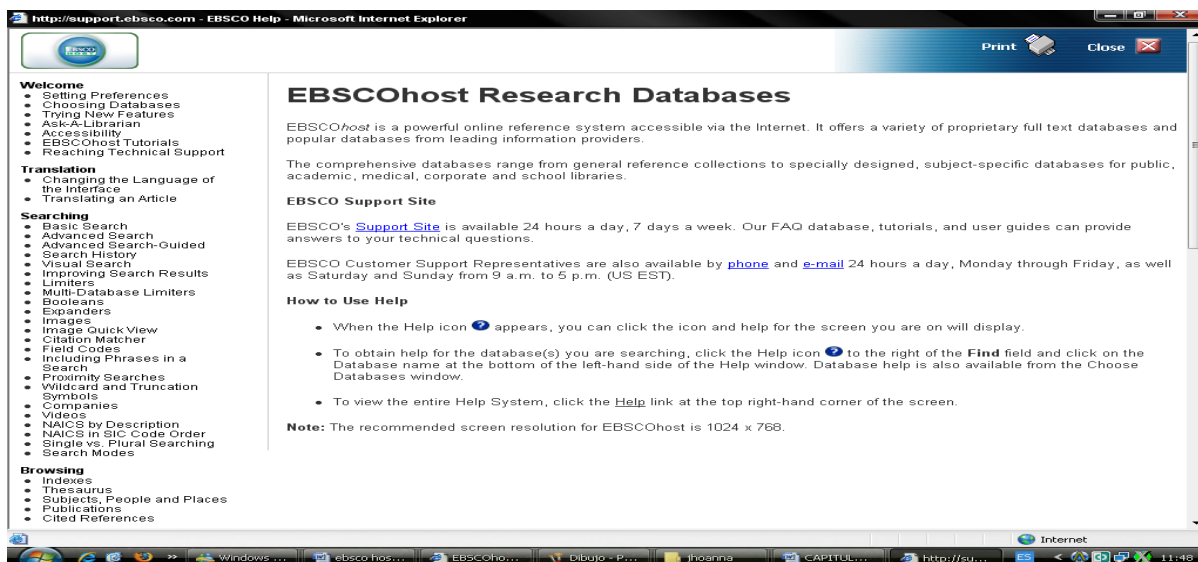 http://support.ebsco.com - EBSCO Help - Microsoft Internet Explorer
EBSCO
HOST
Print
Close
Welcome
Setting Preferences
Choosing Databases
Trying New Features
Ask-A-Librarian
Accessibility
EBSCOhost Tutorials
Reaching Technical Support
Translation
Changing the Language of
the Interface
Translating an Article
Searching
Basic Search
Advanced Search
Advanced Search-Guided
Search History
Visual Search
Improving Search Results
Limiters
Multi-Database Limiters
Booleans
Expanders
Images
Image Quick View
Citation Matcher
Field Codes
Including Phrases in a
Search
Proximity Searches
Wildcard and Truncation
Symbols
Companies
Videos
NAICS by Description
NAICS in SIC Code Order
Single vs. Plural Searching
Search Modes
Browsing
Indexes
Thesaurus
Subjects, People and Places
Publications
Cited References
EBSCOhost Research Databases
EBSCOhost is a powerful online reference system accessible via the Internet. It offers a variety of proprietary full text databases and
popular databases from leading information providers.
The comprehensive databases range from general reference collections to specially designed, subject-specific databases for public,
academic, medical, corporate and school libraries.
EBSCO Support Site
EBSCO's Support Site is available 24 hours a day, 7 days a week. Our FAQ database, tutorials, and user guides can provide
answers to your technical questions.
EBSCO Customer Support Representatives are also available by phone and e-mail 24 hours a day, Monday through Friday, as well
as Saturday and Sunday from 9 a.m. to 5 p.m. (US EST).
How to Use Help
When the Help icon ? appears, you can click the icon and help for the screen you are on will display.
To obtain help for the database(s) you are searching, click the Help icon ? to the right of the Find field and click on the
Database name at the bottom of the left-hand side of the Help window. Database help is also available from the Choose
Databases window.
To view the entire Help System, click the Help link at the top right-hand corner of the screen.
Note: The recommended screen resolution for EBSCOhost is 1024 x 768.
Internet
Windows ...
ebsco hos...
EBSCOho...
Dibujo - P...
jhoanna
CAPITUL...
http://su...
ES
11:48